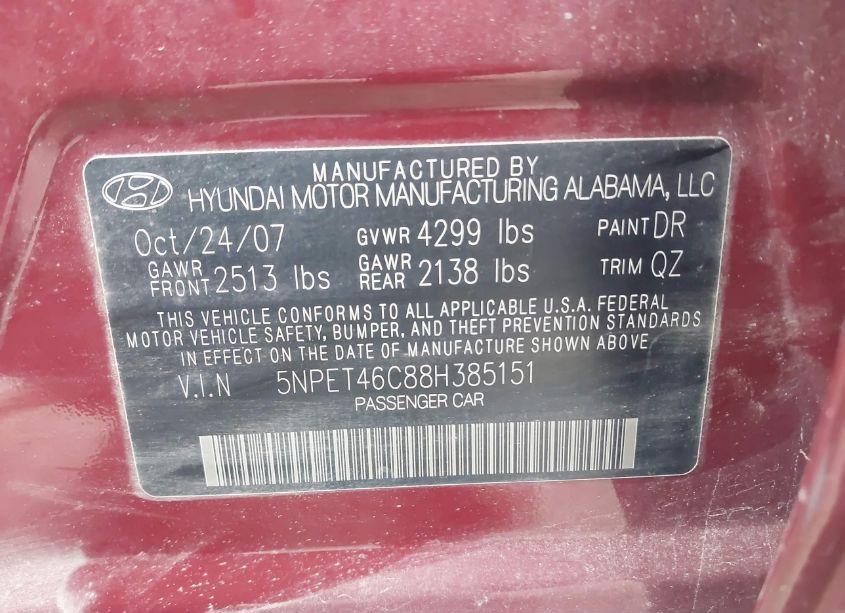 MANUFACTURED BY
HYUNDAI MOTOR MANUFACTURING ALABAMA, LLC
Oct/24/07 GVWR 4299 lbs PAINT DR
GAWR FRONT 2513 lbs GAWR REAR 2138 lbs TRIM QZ
THIS VEHICLE CONFORMS TO ALL APPLICABLE U.S.A. FEDERAL
MOTOR VEHICLE SAFETY, BUMPER, AND THEFT PREVENTION STANDARDS
IN EFFECT ON THE DATE OF MANUFACTURE SHOWN ABOVE
V.I.N 5NPET46C88H385151
PASSENGER CAR